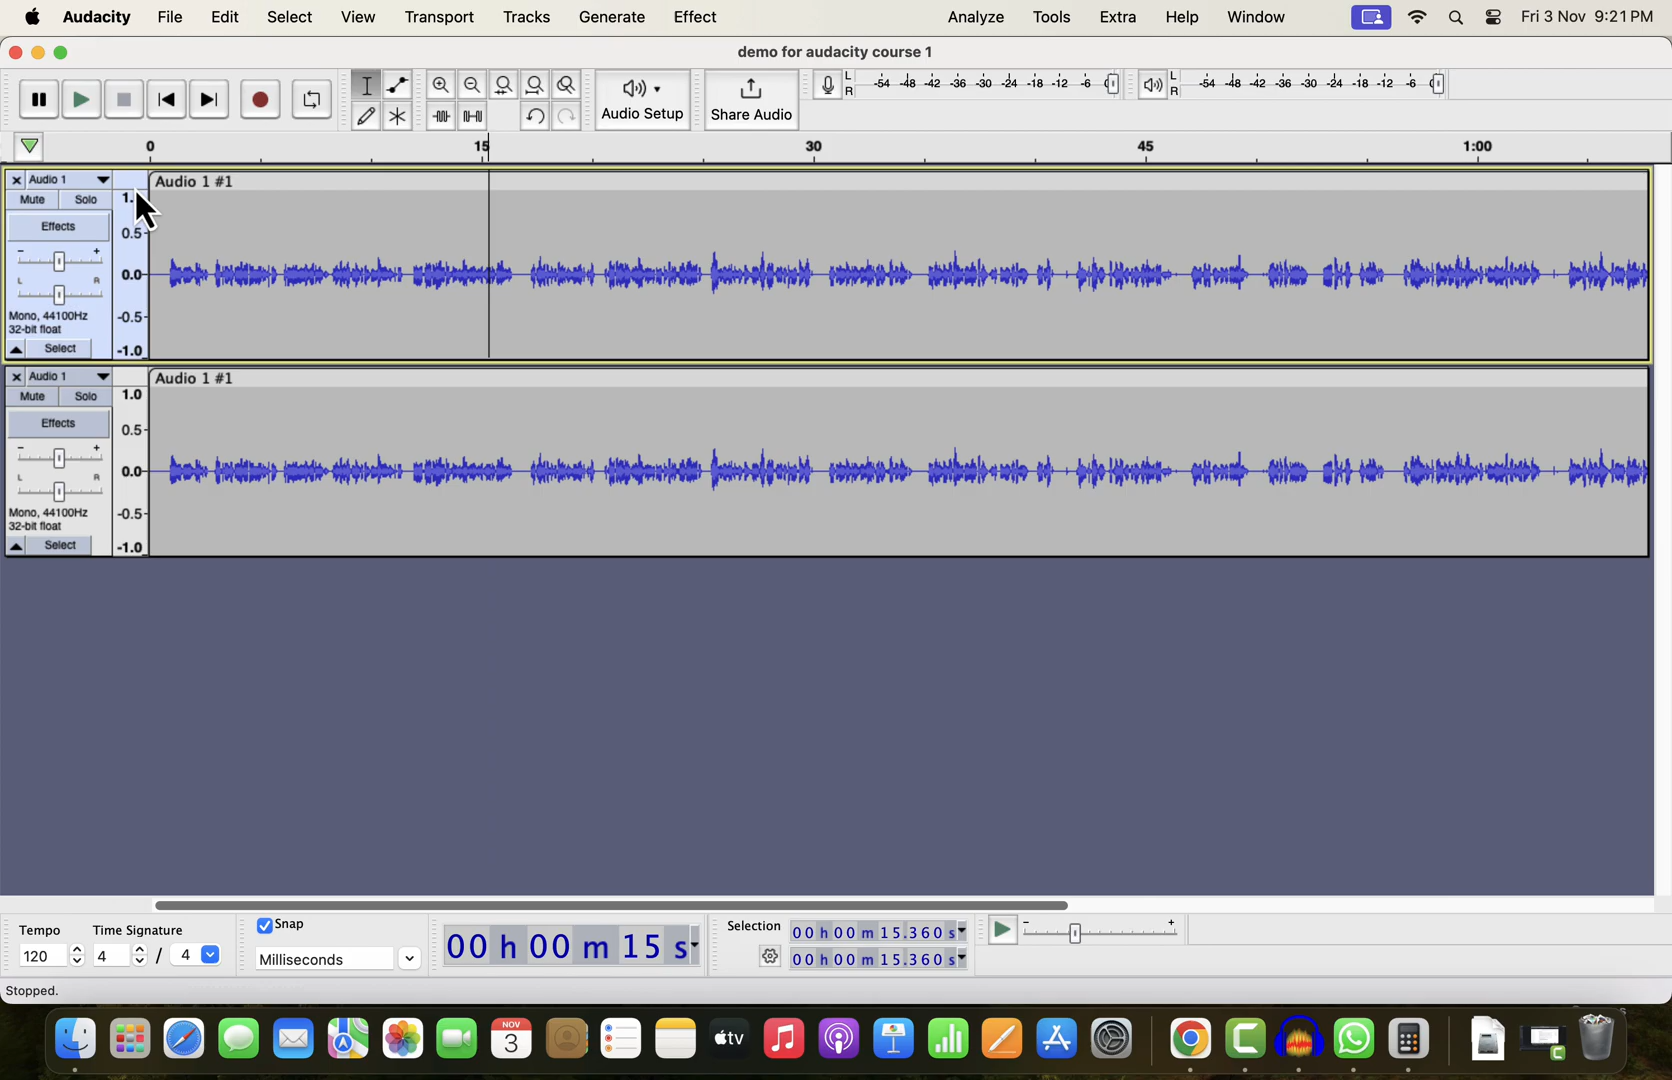 Audacity File Edit Select View Transport Tracks Generate Effect Analyze Tools Extra Help Window Fri 3 Nov 9:21 PM
demo for audacity course 1
L -54 -48 -42 -36 -30 -24 -18 -12 -6 L -54 -48 -42 -36 -30 -24 -18 -12 -6
R R
Audio Setup Share Audio
0 15 30 45 1:00
Audio 1 Audio 1 #1
Mute Solo 1.
Effects
0.5
- +
0.0
L R
Mono, 44100Hz -0.5
32-bit float
Select -1.0
Audio 1 Audio 1 #1
Mute Solo 1.0
Effects 0.5
- +
0.0
L R
Mono, 44100Hz -0.5
32-bit float
Select -1.0
Tempo Time Signature Snap Selection
120 4 / 4 Milliseconds 00 h 00 m 15 s 00 h 00 m 15.360 s - +
00 h 00 m 15.360 s
Stopped.
NOV
3
tv